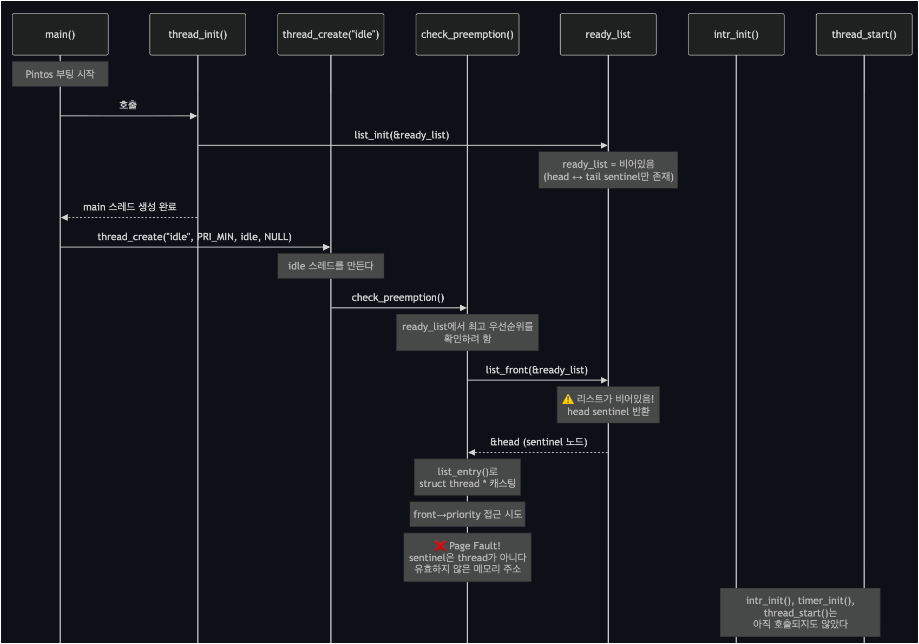 main()
thread_init()
thread_create("idle")
check_preemption()
ready_list
intr_init()
thread_start()
Pintos 부팅 시작
호출
list_init(&ready_list)
ready_list = 비어있음
(head ↔ tail sentinel만 존재)
main 스레드 생성 완료
thread_create("idle", PRI_MIN, idle, NULL)
idle 스레드를 만든다
check_preemption()
ready_list에서 최고 우선순위를
확인하려 함
list_front(&ready_list)
⚠️ 리스트가 비어있음!
head sentinel 반환
&head (sentinel 노드)
list_entry()로
struct thread * 캐스팅
front→priority 접근 시도
❌ Page Fault!
sentinel은 thread가 아니다
유효하지 않은 메모리 주소
intr_init(), timer_init(),
thread_start()는
아직 호출되지도 않았다